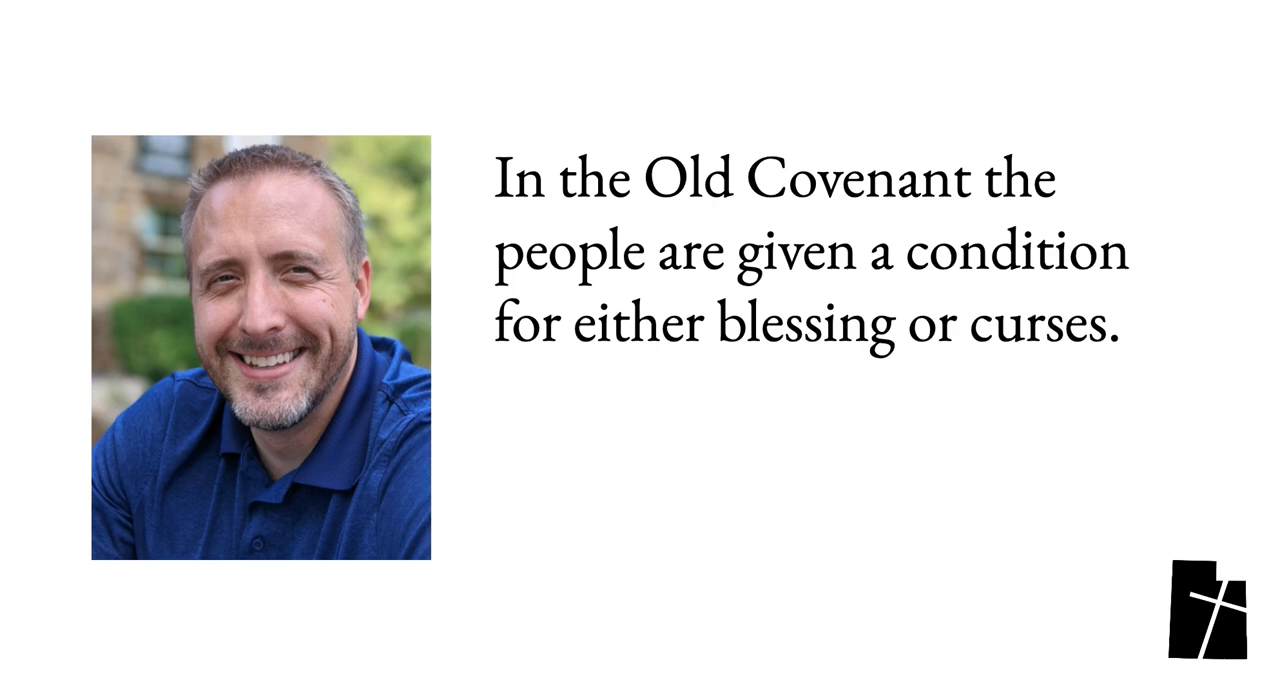 In the Old Covenant the
people are given a condition
for either blessing or curses.